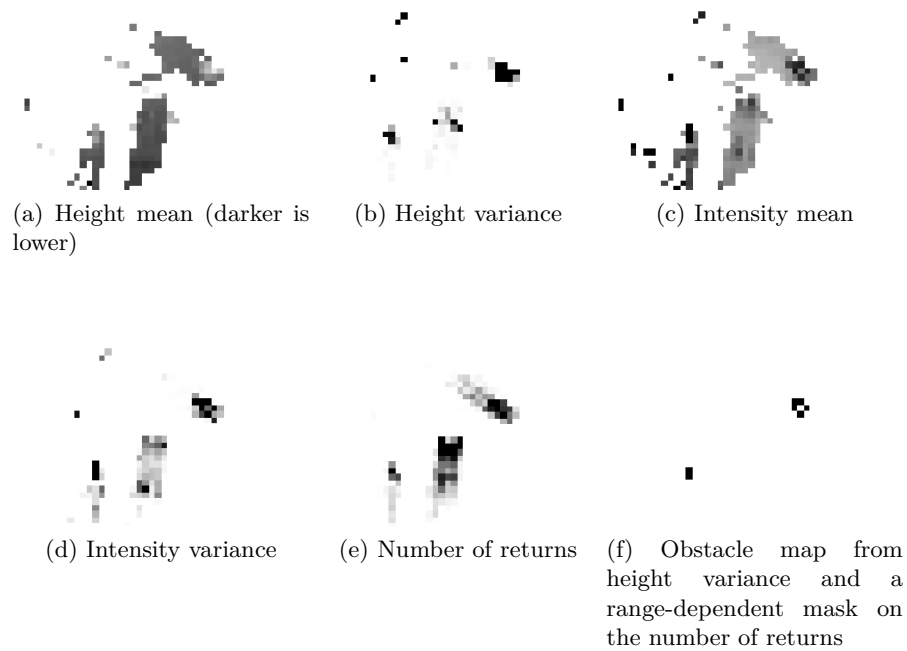 (a) Height mean (darker is
lower)
(b) Height variance
(c) Intensity mean
(d) Intensity variance
(e) Number of returns
(f) Obstacle map from
height variance and a
range-dependent mask on
the number of returns